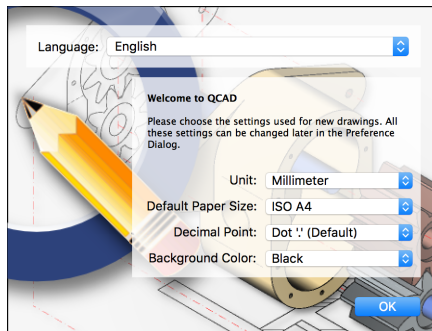 Language: English
Welcome to QCAD
Please choose the settings used for new drawings. All
these settings can be changed later in the Preference
Dialog.
Unit: Millimeter
Default Paper Size: ISO A4
Decimal Point: Dot '.' (Default)
Background Color: Black
OK